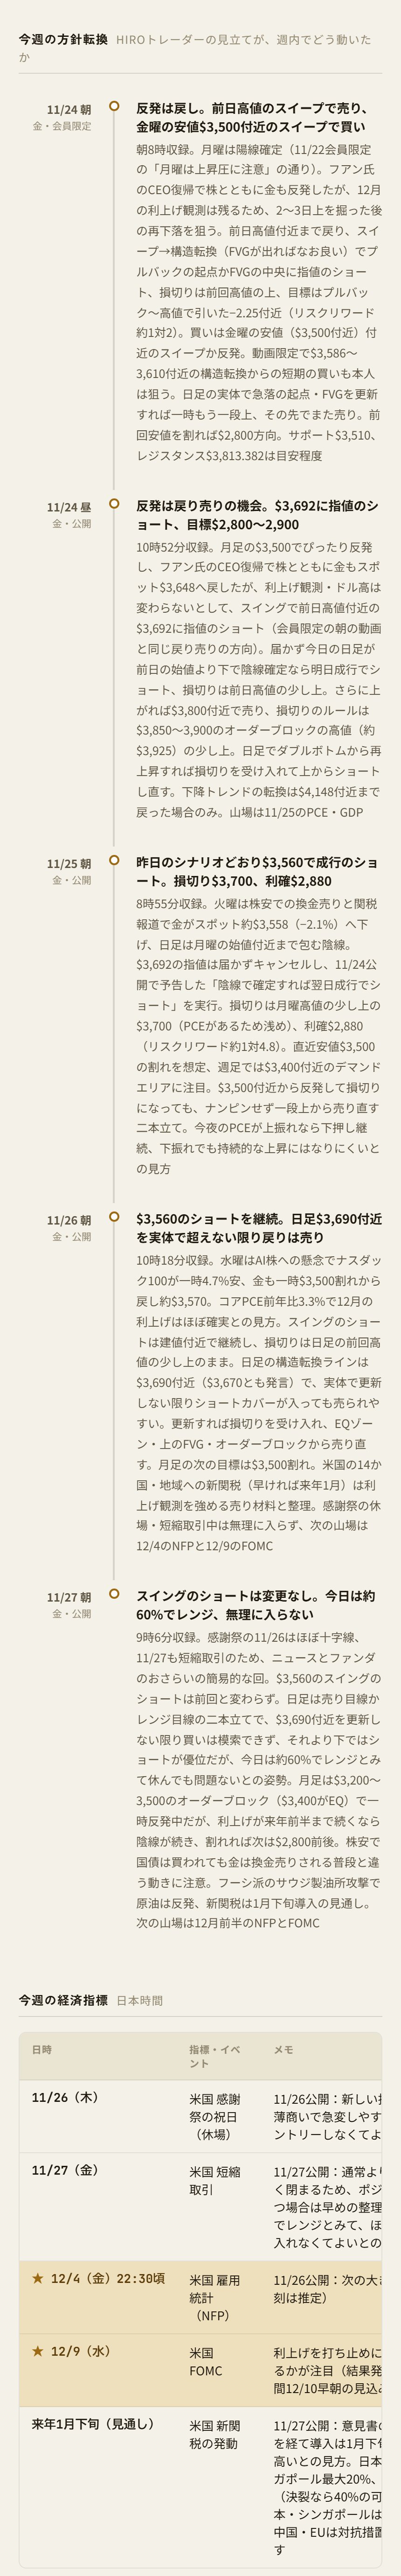 今週の方針転換 HIROトレーダーの見立てが、週内でどう動いた
か
11/24 朝
金・会員限定
反発は戻し。前日高値のスイープで売り、
金曜の安値$3,500付近のスイープで買い
朝8時収録。月曜は陽線確定（11/22会員限定
の「月曜は上昇圧に注意」の通り）。フアン氏
のCEO復帰で株とともに金も反発したが、12月
の利上げ観測は残るため、2〜3日上を掘った後
の再下落を狙う。前日高値付近まで戻り、スイ
ープ→構造転換（FVGが出ればなお良い）でプ
ルバックの起点かFVGの中央に指値のショー
ト、損切りは前回高値の上、目標はプルバッ
ク〜高値で引いた−2.25付近（リスクリワード
約1対2）。買いは金曜の安値（$3,500付近）付
近のスイープか反発。動画限定で$3,586〜
3,610付近の構造転換からの短期の買いも本人
は狙う。日足の実体で急落の起点・FVGを更新
すれば一時もう一段上、その先でまた売り。前
回安値を割れば$2,800方向。サポート$3,510、
レジスタンス$3,813.382は目安程度
11/24 昼
金・公開
反発は戻り売りの機会。$3,692に指値のシ
ョート、目標$2,800〜2,900
10時52分収録。月足の$3,500でぴったり反発
し、フアン氏のCEO復帰で株とともに金もスポ
ット$3,648へ戻したが、利上げ観測・ドル高は
変わらないとして、スイングで前日高値付近の
$3,692に指値のショート（会員限定の朝の動画
と同じ戻り売りの方向）。届かず今日の日足が
前日の始値より下で陰線確定なら明日成行でシ
ョート、損切りは前日高値の少し上。さらに上
がれば$3,800付近で売り、損切りのルールは
$3,850〜3,900のオーダーブロックの高値（約
$3,925）の少し上。日足でダブルボトムから再
上昇すれば損切りを受け入れて上からショート
し直す。下降トレンドの転換は$4,148付近まで
戻った場合のみ。山場は11/25のPCE・GDP
11/25 朝
金・公開
昨日のシナリオどおり$3,560で成行のショ
ート。損切り$3,700、利確$2,880
8時55分収録。火曜は株安での換金売りと関税
報道で金がスポット約$3,558（−2.1%）へ下
げ、日足は月曜の始値付近まで包む陰線。
$3,692の指値は届かずキャンセルし、11/24公
開で予告した「陰線で確定すれば翌日成行でシ
ョート」を実行。損切りは月曜高値の少し上の
$3,700（PCEがあるため浅め）、利確$2,880
（リスクリワード約1対4.8）。直近安値$3,500
の割れを想定、週足では$3,400付近のデマンド
エリアに注目。$3,500付近から反発して損切り
になっても、ナンピンせず一段上から売り直す
二本立て。今夜のPCEが上振れなら下押し継
続、下振れでも持続的な上昇にはなりにくいと
の見方
11/26 朝
金・公開
$3,560のショートを継続。日足$3,690付近
を実体で超えない限り戻りは売り
10時18分収録。水曜はAI株への懸念でナスダッ
ク100が一時4.7%安、金も一時$3,500割れから
戻し約$3,570。コアPCE前年比3.3%で12月の
利上げはほぼ確実との見方。スイングのショー
トは建値付近で継続し、損切りは日足の前回高
値の少し上のまま。日足の構造転換ラインは
$3,690付近（$3,670とも発言）で、実体で更新
しない限りショートカバーが入っても売られや
すい。更新すれば損切りを受け入れ、EQゾー
ン・上のFVG・オーダーブロックから売り直
す。月足の次の目標は$3,500割れ。米国の14か
国・地域への新関税（早ければ来年1月）は利
上げ観測を強める売り材料と整理。感謝祭の休
場・短縮取引中は無理に入らず、次の山場は
12/4のNFPと12/9のFOMC
11/27 朝
金・公開
スイングのショートは変更なし。今日は約
60%でレンジ、無理に入らない
9時6分収録。感謝祭の11/26はほぼ十字線、
11/27も短縮取引のため、ニュースとファンダ
のおさらいの簡易的な回。$3,560のスイングの
ショートは前回と変わらず。日足は売り目線か
レンジ目線の二本立てで、$3,690付近を更新し
ない限り買いは模索できず、それより下ではシ
ョートが優位だが、今日は約60%でレンジとみ
て休んでも問題ないとの姿勢。月足は$3,200〜
3,500のオーダーブロック（$3,400がEQ）で一
時反発中だが、利上げが来年前半まで続くなら
陰線が続き、割れれば次は$2,800前後。株安で
国債は買われても金は換金売りされる普段と違
う動きに注意。フーシ派のサウジ製油所攻撃で
原油は反発、新関税は1月下旬導入の見通し。
次の山場は12月前半のNFPとFOMC
今週の経済指標 日本時間
日時
指標・イベ
ント
メモ
11/26（木）
米国 感謝
祭の祝日
（休場）
11/26公開：新しい
薄商いで急変しやす
ントリーしなくてよ
11/27（金）
米国 短縮
取引
11/27公開：通常より
く閉まるため、ポジ
つ場合は早めの整理
でレンジとみて、ほ
入れなくてよいとの
★ 12/4（金）22:30頃
米国 雇用
統計
（NFP）
11/26公開：次の大き
刻は推定）
★ 12/9（水）
米国
FOMC
利上げを打ち止めに
るかが注目（結果発
間12/10早朝の見込み
来年1月下旬（見通し）
米国 新関
税の発動
11/27公開：意見書の
を経て導入は1月下旬
高いとの見方。日本
ガポール最大20%、
（決裂なら40%の可
本・シンガポールは
中国・EUは対抗措置
す